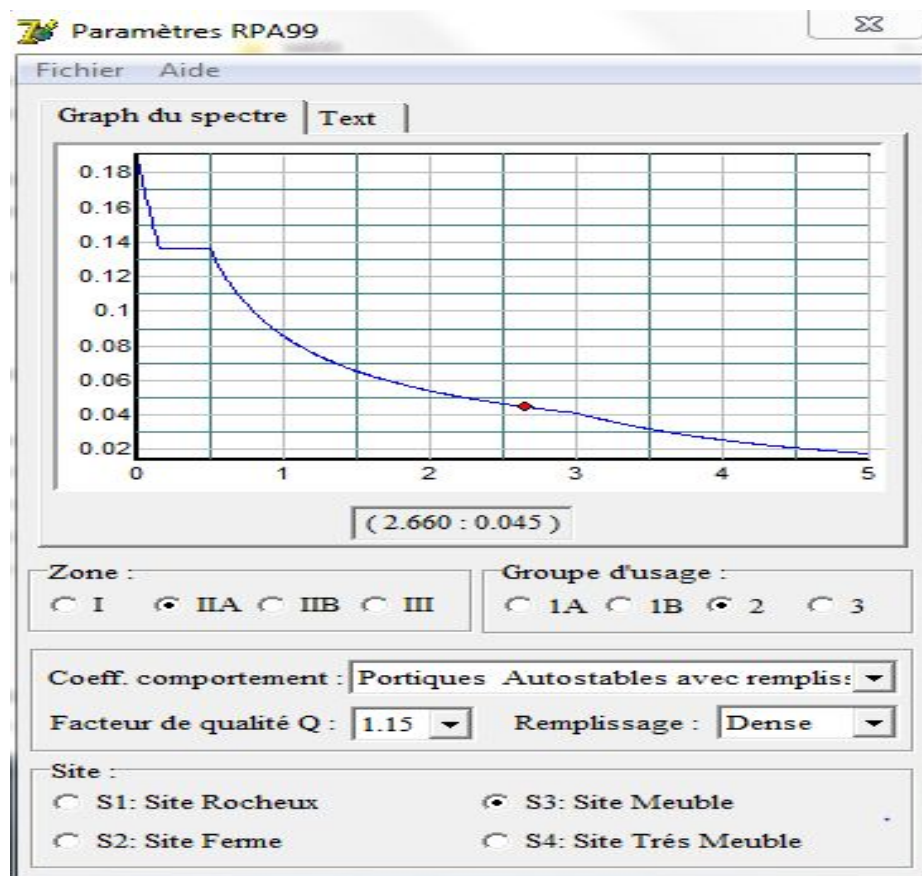 Paramètres RPA99
Fichier Aide
Graph du spectre Text
0.18
0.16
0.14
0.12
0.1
0.08
0.06
0.04
0.02
0 1 2 3 4 5
( 2.660 : 0.045 )
Zone : Groupe d'usage :
I IIA IIB III 1A 1B 2 3
Coeff. comportement : Portiques Autostables avec remplis
Facteur de qualité Q : 1.15 Remplissage : Dense
Site :
S1: Site Rocheux S3: Site Meuble
S2: Site Ferme S4: Site Trés Meuble